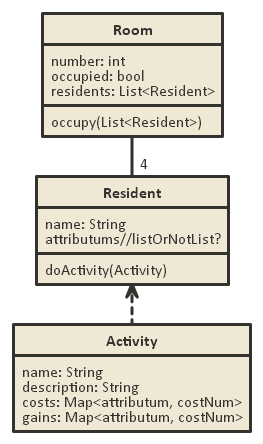 Room
number: int
occupied: bool
residents: List<Resident>
occupy(List<Resident>)
4
Resident
name: String
attributums//listOrNotList?
doActivity(Activity)
Activity
name: String
description: String
costs: Map<attributum, costNum>
gains: Map<attributum, costNum>